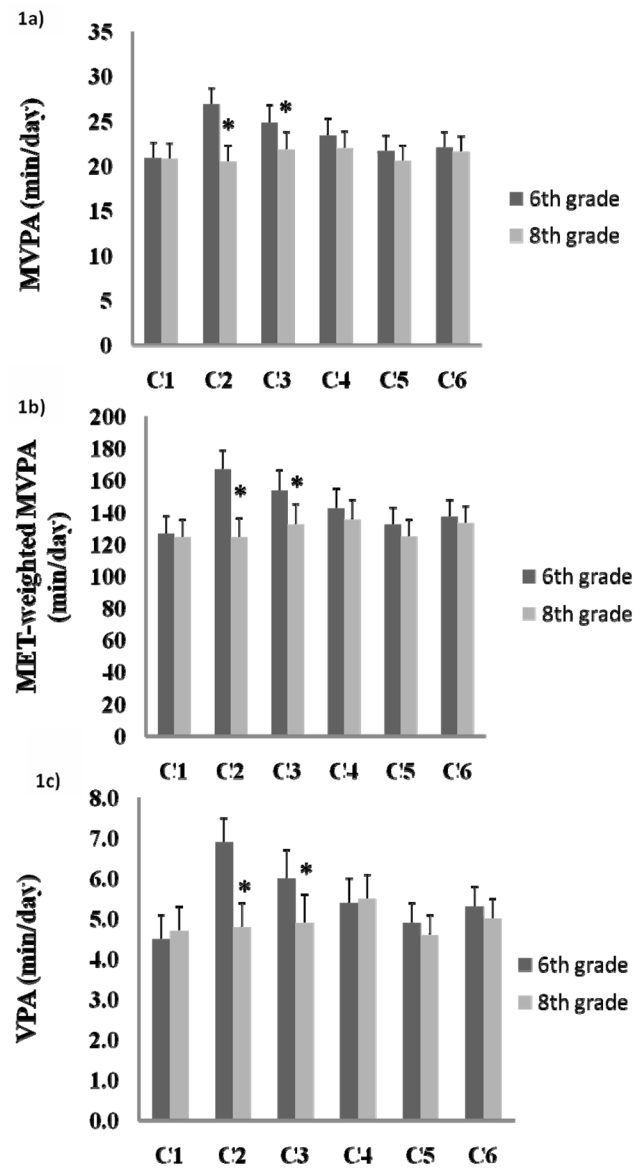 1a)
MVPA (min/day)
35
30
25
20
15
10
5
0
*
*
C1 C2 C3 C4 C5 C6
6th grade
8th grade
1b)
MET-weighted MVPA
(min/day)
200
180
160
140
120
100
80
60
40
20
0
*
*
C1 C2 C3 C4 C5 C6
6th grade
8th grade
1c)
VPA (min/day)
8.0
7.0
6.0
5.0
4.0
3.0
2.0
1.0
0.0
*
*
C1 C2 C3 C4 C5 C6
6th grade
8th grade